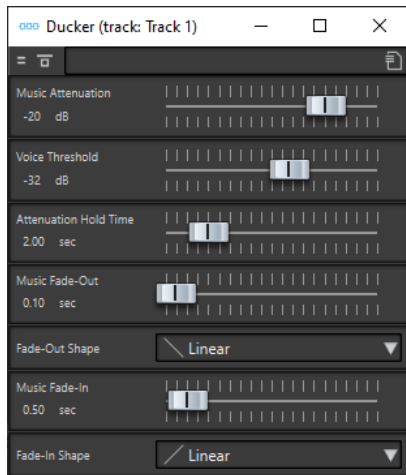 Ducker (track: Track 1)
Music Attenuation
-20 dB
Voice Threshold
-32 dB
Attenuation Hold Time
2.00 sec
Music Fade-Out
0.10 sec
Fade-Out Shape
Linear
Music Fade-In
0.50 sec
Fade-In Shape
Linear